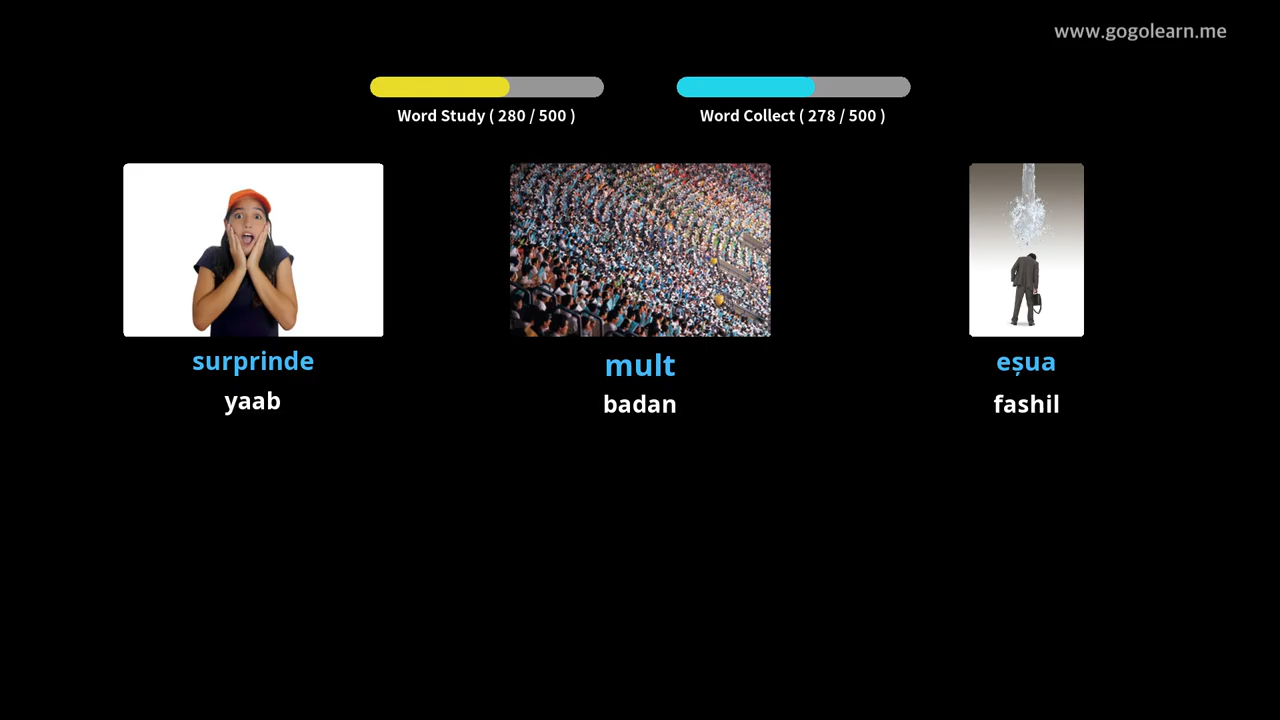 www.gogolearn.me
Word Study ( 280 / 500 )
Word Collect ( 278 / 500 )
surprinde
mult
eșua
yaab
badan
fashil